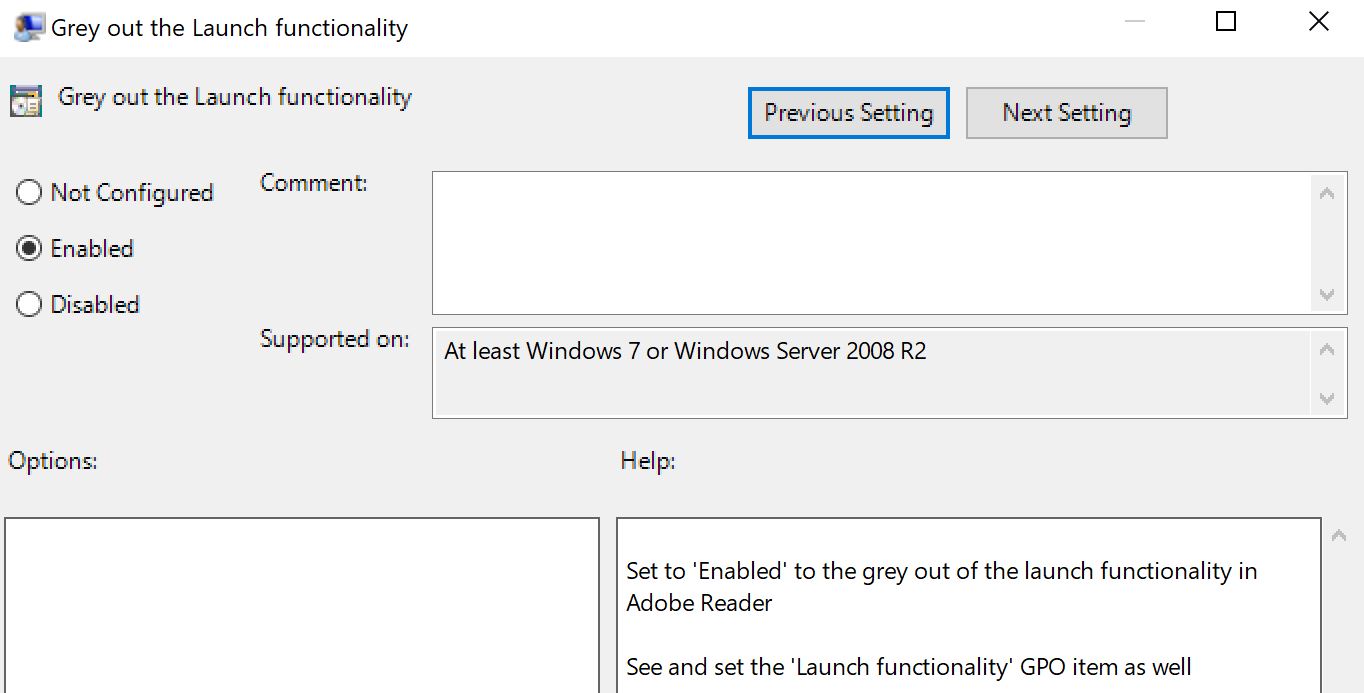 Grey out the Launch functionality
Grey out the Launch functionality
Previous Setting
Next Setting
Not Configured
Comment:
Enabled
Disabled
Supported on:
At least Windows 7 or Windows Server 2008 R2
Options:
Help:
Set to 'Enabled' to the grey out of the launch functionality in
Adobe Reader
See and set the 'Launch functionality' GPO item as well